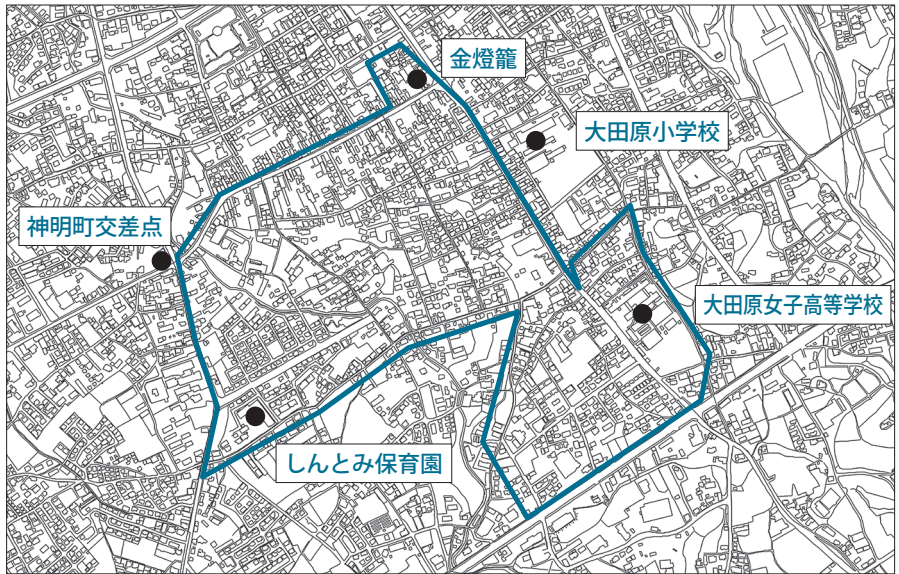 金燈籠
大田原小学校
神明町交差点
大田原女子高等学校
しんとみ保育園